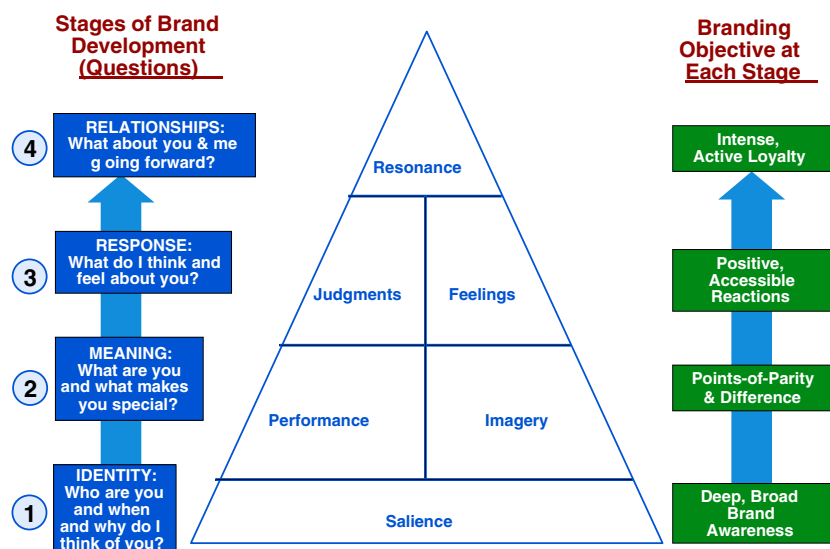 Stages of Brand
Development
(Questions)
Branding
Objective at
Each Stage
4
RELATIONSHIPS:
What about you & me
g oing forward?
Resonance
Intense,
Active Loyalty
3
RESPONSE:
What do I think and
feel about you?
Judgments
Feelings
Positive,
Accessible
Reactions
2
MEANING:
What are you
and what makes
you special?
Performance
Imagery
Points-of-Parity
& Difference
1
IDENTITY:
Who are you
and when
and why do I
think of you?
Salience
Deep, Broad
Brand
Awareness